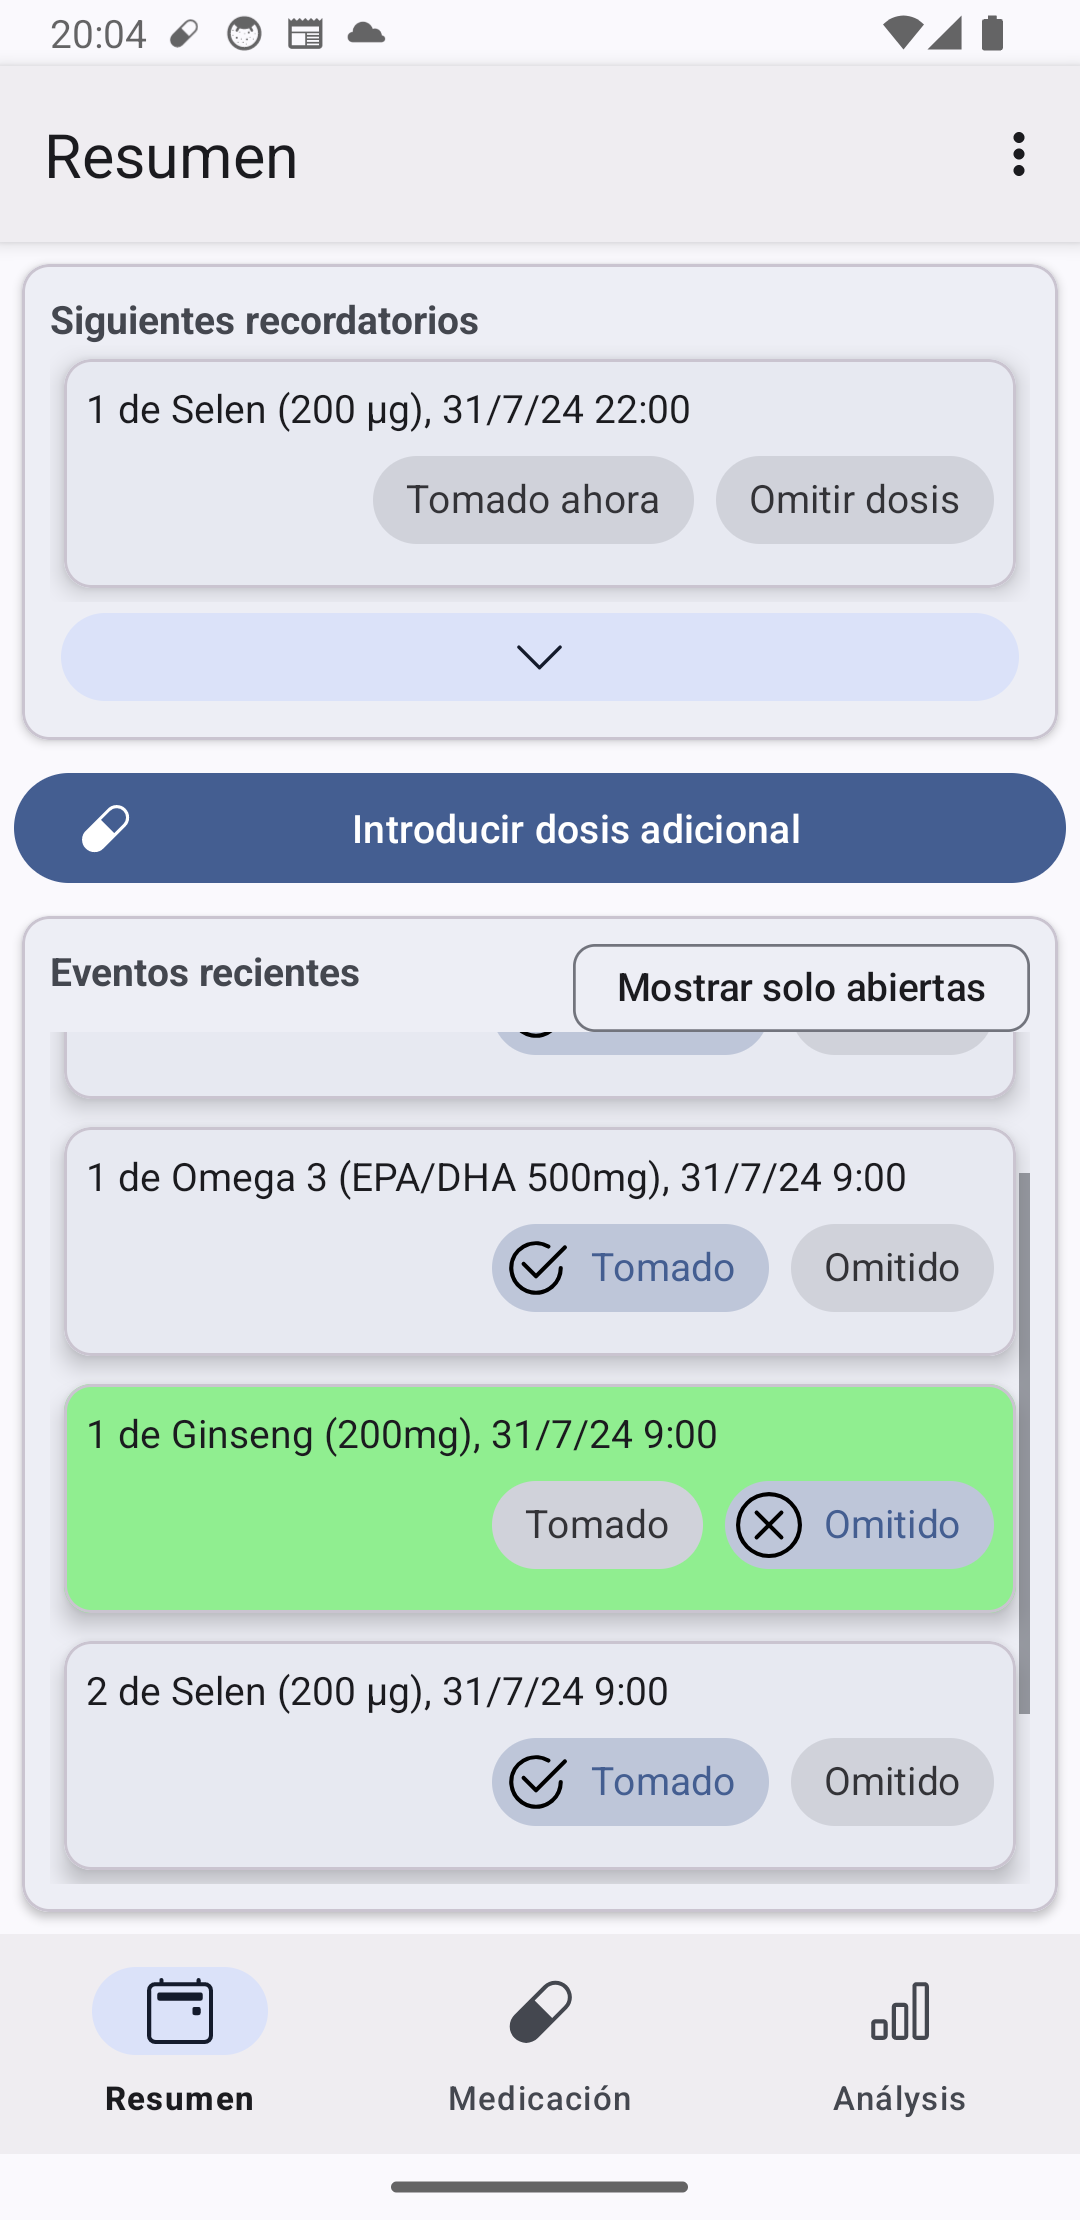 20:04
Resumen
Siguientes recordatorios
1 de Selen (200 µg), 31/7/24 22:00
Tomado ahora
Omitir dosis
Introducir dosis adicional
Eventos recientes
Mostrar solo abiertas
1 de Omega 3 (EPA/DHA 500mg), 31/7/24 9:00
Tomado
Omitido
1 de Ginseng (200mg), 31/7/24 9:00
Tomado
Omitido
2 de Selen (200 µg), 31/7/24 9:00
Tomado
Omitido
Resumen
Medicación
Análysis